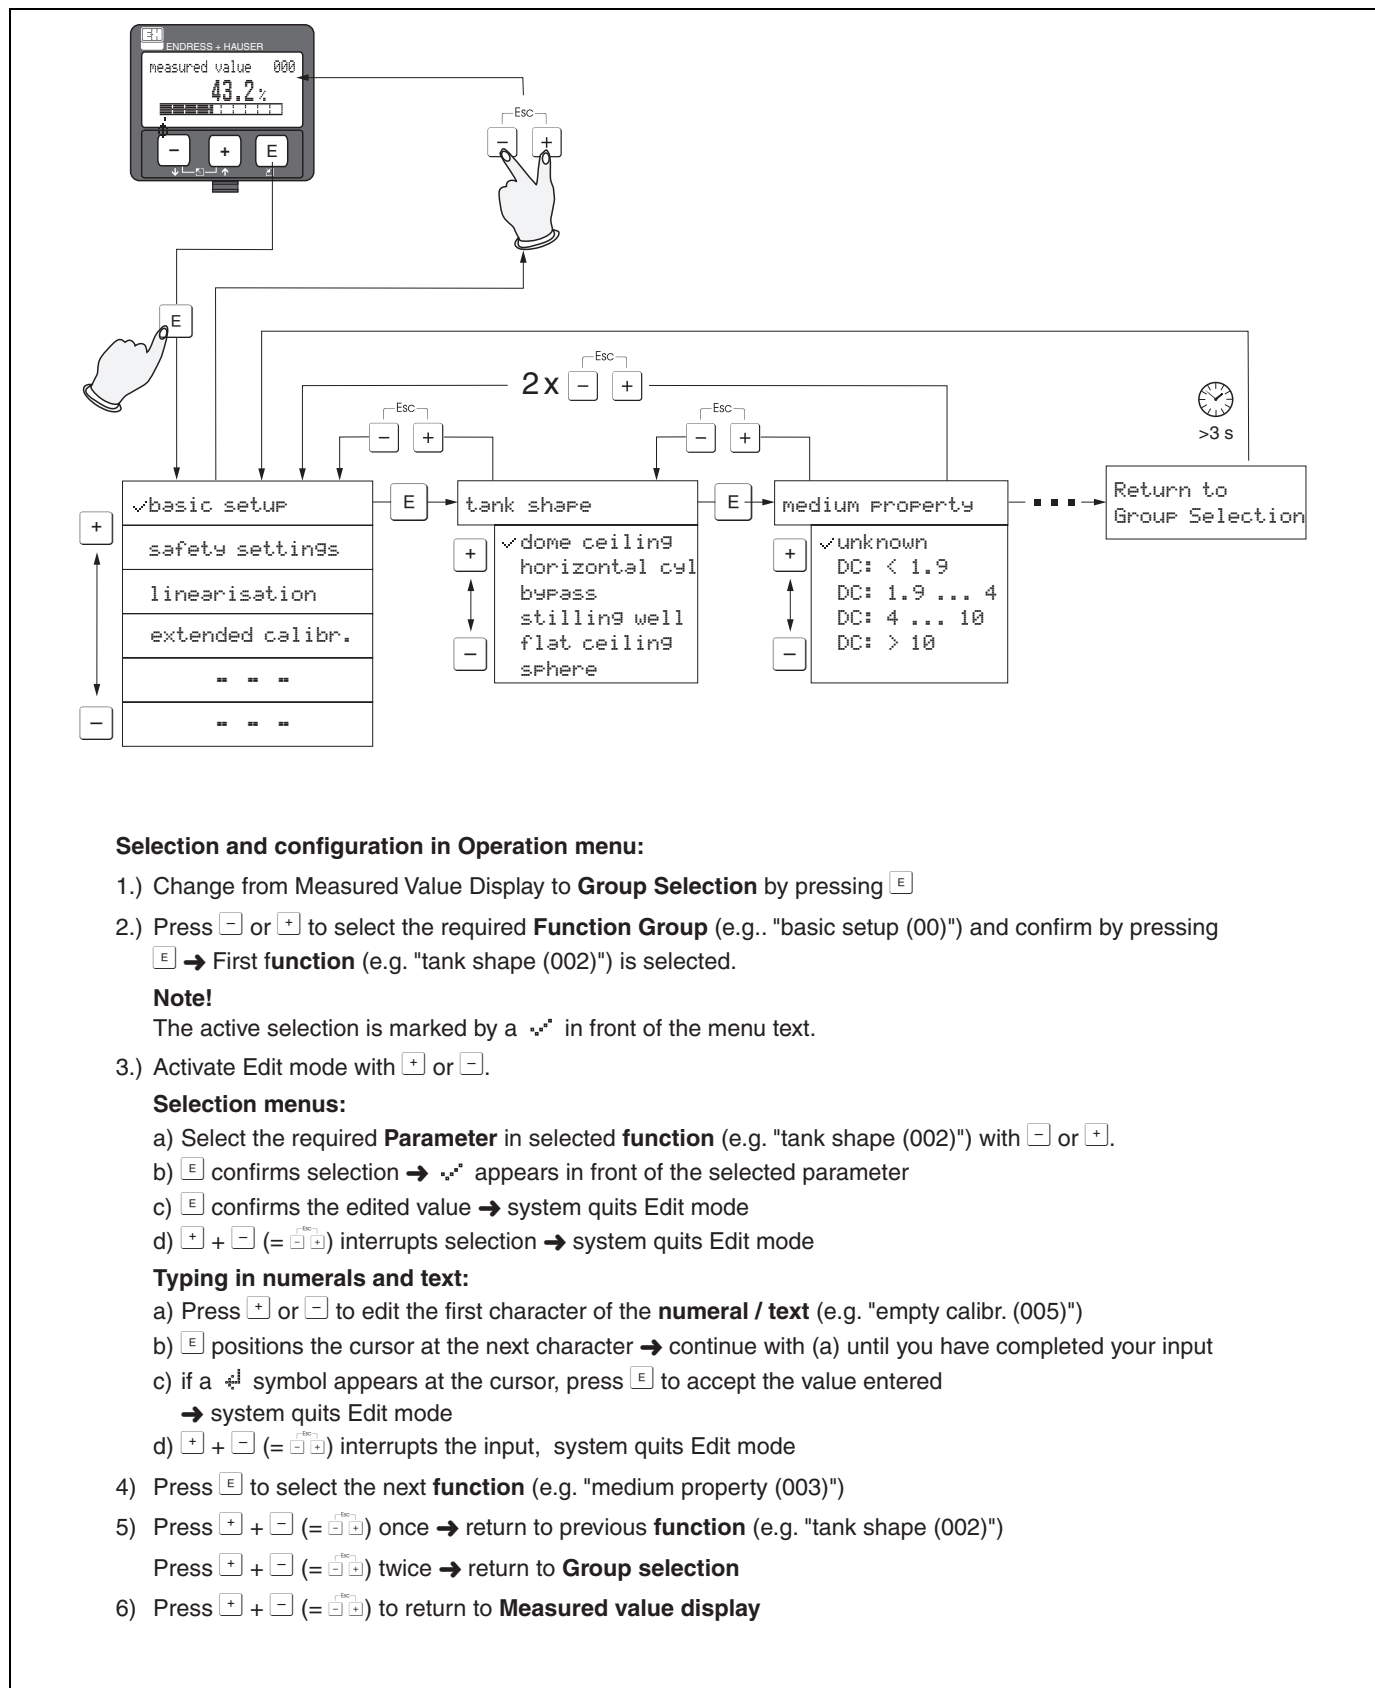 EH
ENDRESS + HAUSER
measured value 000
43.2 %
- + E
Esc
- +
E
Esc
2 x - +
Esc
- +
Esc
- +
>3 s
✓basic setup
E
tank shape
E
medium property
Return to
Group Selection
+
safety settings
linearisation
extended calibr.
- - -
- - -
−
+
✓dome ceiling
horizontal cyl
bypass
stilling well
flat ceiling
sphere
−
+
✓unknown
DC: < 1.9
DC: 1.9 ... 4
DC: 4 ... 10
DC: > 10
−
Selection and configuration in Operation menu:
1.) Change from Measured Value Display to Group Selection by pressing E
2.) Press − or + to select the required Function Group (e.g.. "basic setup (00)") and confirm by pressing
E ➜ First function (e.g. "tank shape (002)") is selected.
Note!
The active selection is marked by a ✓ in front of the menu text.
3.) Activate Edit mode with + or −.
Selection menus:
a) Select the required Parameter in selected function (e.g. "tank shape (002)") with − or +.
b) E confirms selection ➜ ✓ appears in front of the selected parameter
c) E confirms the edited value ➜ system quits Edit mode
d) + + − (= Esc - +) interrupts selection ➜ system quits Edit mode
Typing in numerals and text:
a) Press + or − to edit the first character of the numeral / text (e.g. "empty calibr. (005)")
b) E positions the cursor at the next character ➜ continue with (a) until you have completed your input
c) if a ↵ symbol appears at the cursor, press E to accept the value entered
➜ system quits Edit mode
d) + + − (= Esc - +) interrupts the input, system quits Edit mode
4) Press E to select the next function (e.g. "medium property (003)")
5) Press + + − (= Esc - +) once ➜ return to previous function (e.g. "tank shape (002)")
Press + + − (= Esc - +) twice ➜ return to Group selection
6) Press + + − (= Esc - +) to return to Measured value display